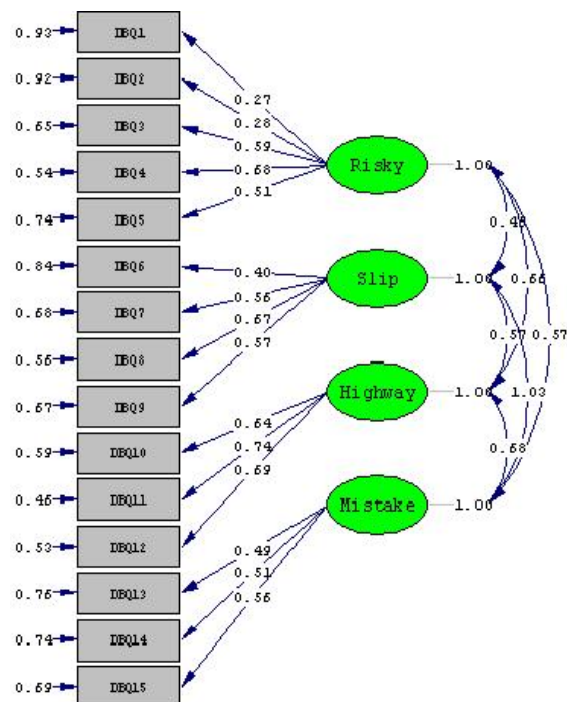 0.93 DBQ1
0.92 DBQ2
0.27
0.28
0.65 DBQ3
0.59
0.54 DBQ4
0.68
Risky 1.00
0.51
0.74 DBQ5
0.84 DBQ6
0.40
Slip 1.00
0.66
0.68 DBQ7
0.56
0.67
0.57 0.57
0.56 DBQ8
0.57
Highway 1.00 1.03
0.67 DBQ9
0.64
0.59 DBQ10
0.74
0.68
0.69
0.46 DBQ11
Mistake 1.00
0.53 DBQ12
0.49
0.76 DBQ13
0.51
0.56
0.74 DBQ14
0.69 DBQ15